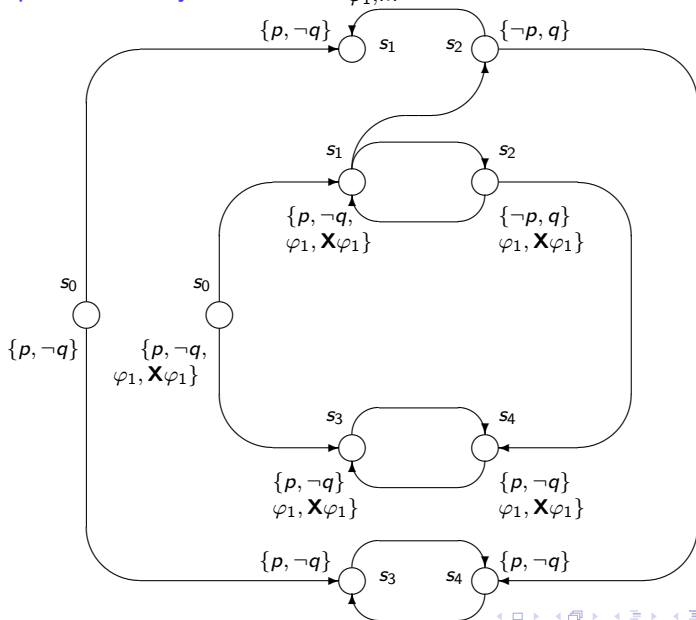 {p, ¬q}
s₁
s₂
{¬p, q}
s₁
s₂
{p, ¬q,
φ₁, Xφ₁}
{¬p, q}
φ₁, Xφ₁}
s₀
s₀
{p, ¬q}
{p, ¬q,
φ₁, Xφ₁}
s₃
s₄
{p, ¬q}
φ₁, Xφ₁}
{p, ¬q}
φ₁, Xφ₁}
{p, ¬q}
s₃
s₄
{p, ¬q}